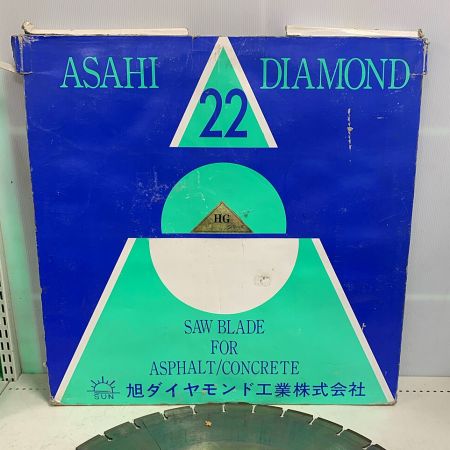 ASAHI DIAMOND
22
HG
SAW BLADE
FOR
ASPHALT/CONCRETE
SUN 旭ダイヤモンド工業株式会社